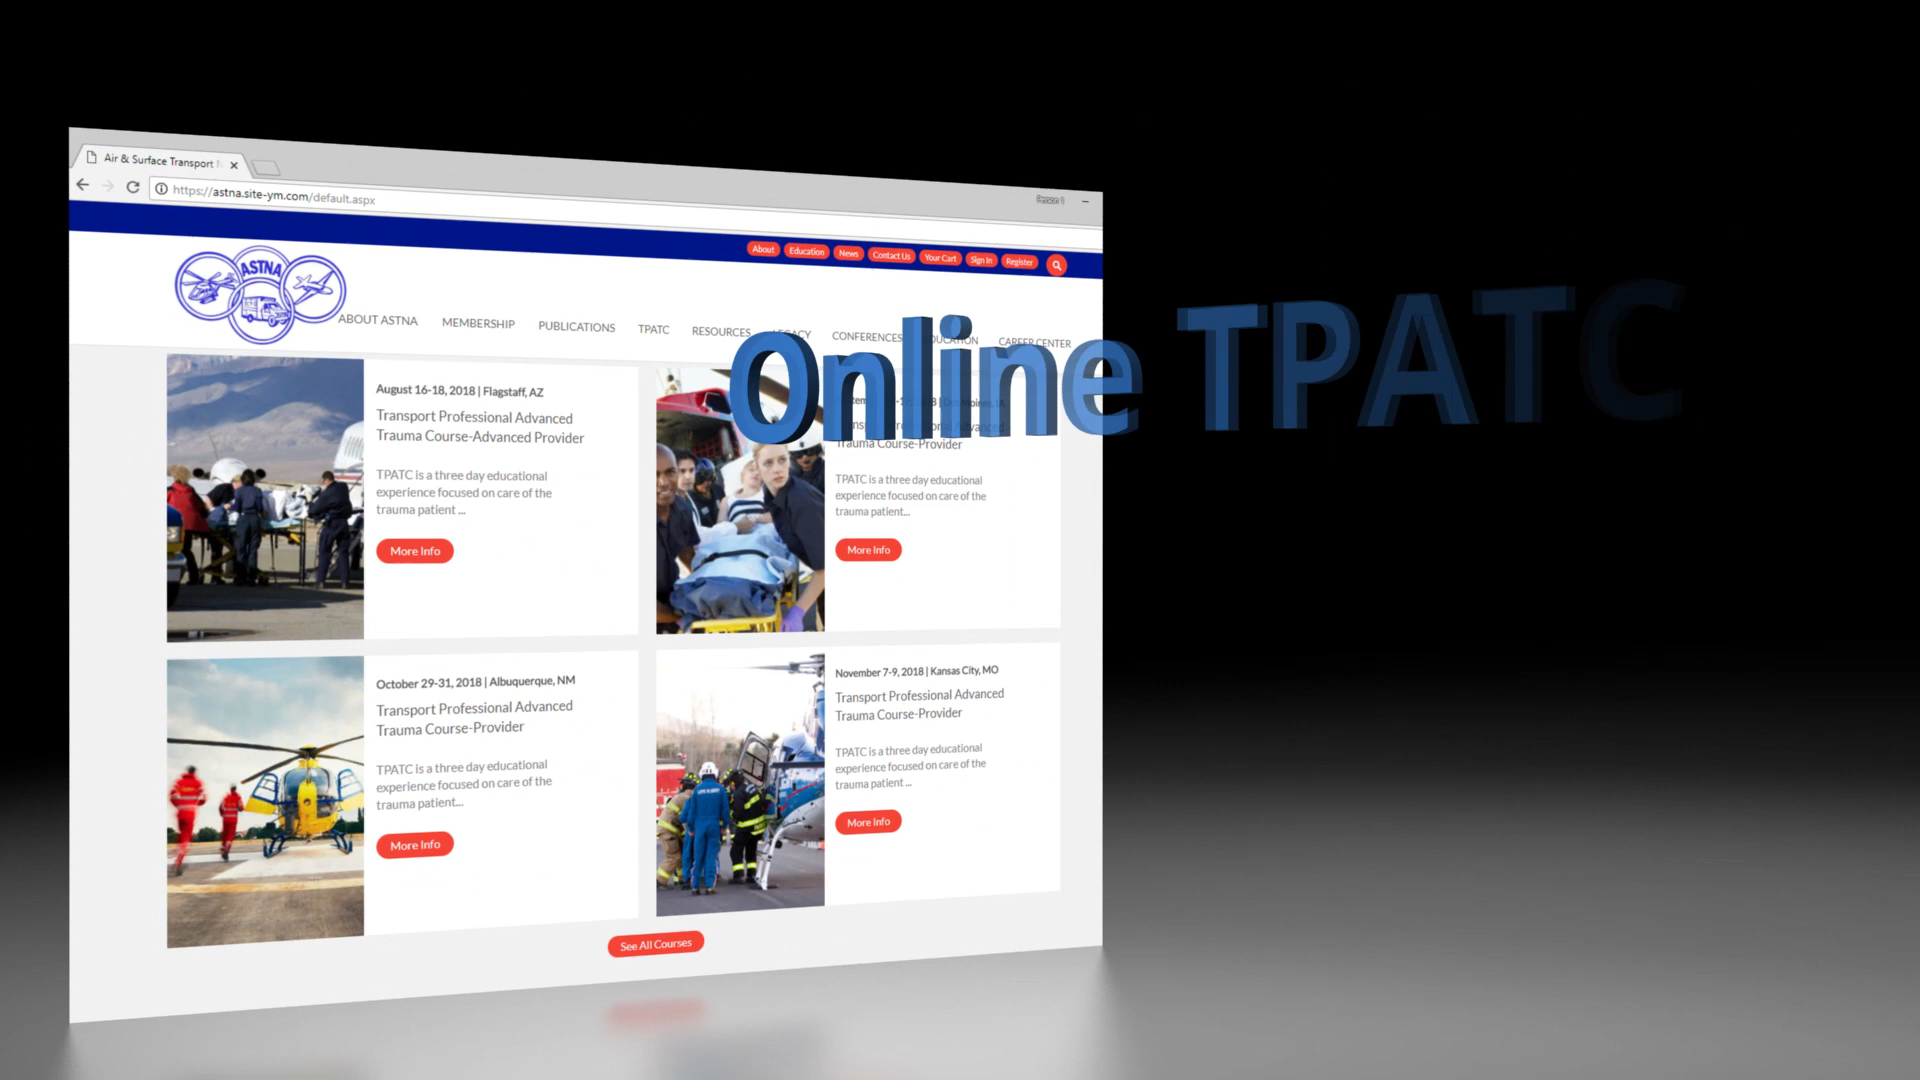 Air & Surface Transport
Person 1
https://astna.site-ym.com/default.aspx
About Education News Contact Us Your Cart Sign In Register
ASTNA
ABOUT ASTNA MEMBERSHIP PUBLICATIONS TPATC RESOURCES LEGACY CONFERENCES EDUCATION CAREER CENTER
Online TPATC
August 16-18, 2018 | Flagstaff, AZ
Transport Professional Advanced
Trauma Course-Advanced Provider
TPATC is a three day educational
experience focused on care of the
trauma patient ...
More Info
Trauma Course-Provider
TPATC is a three day educational
experience focused on care of the
trauma patient...
More Info
October 29-31, 2018 | Albuquerque, NM
Transport Professional Advanced
Trauma Course-Provider
TPATC is a three day educational
experience focused on care of the
trauma patient...
More Info
November 7-9, 2018 | Kansas City, MO
Transport Professional Advanced
Trauma Course-Provider
TPATC is a three day educational
experience focused on care of the
trauma patient ...
More Info
See All Courses